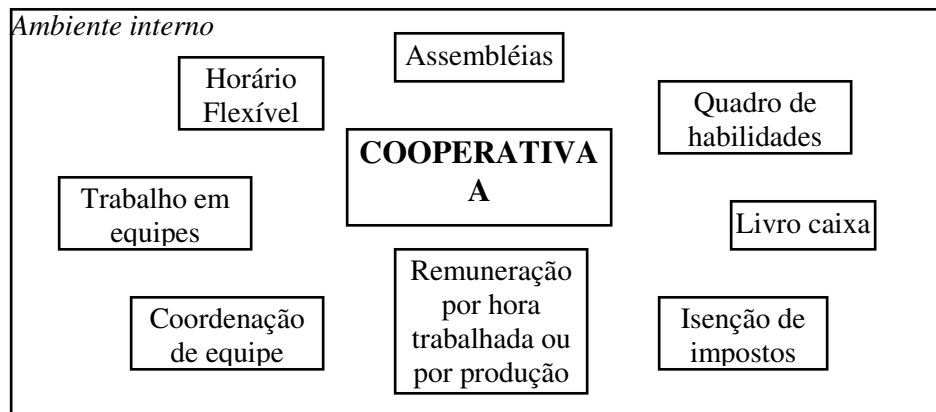 Ambiente interno
Assembléias
Horário
Flexível
Quadro de
habilidades
COOPERATIVA
A
Trabalho em
equipes
Livro caixa
Remuneração
por hora
trabalhada ou
por produção
Coordenação
de equipe
Isenção de
impostos